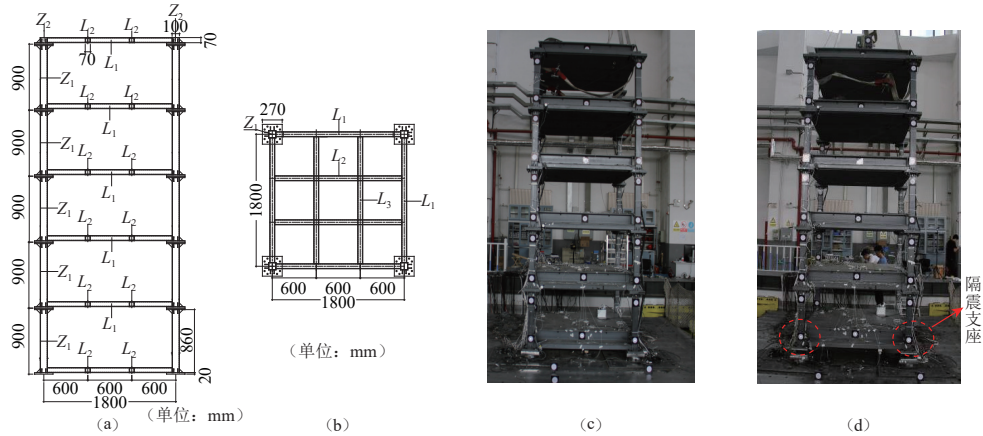 Z₂ L₂ L₂ Z₂
100
70
70
L₁
900 Z₁ L₂ L₂
L₁
900 Z₁ L₂ L₂
L₁
900 Z₁ L₂ L₂
L₁
900 Z₁ L₂ L₂
L₁
900 Z₁ L₂ L₂ 860
20
600 600 600
1800
(单位：mm)
(a)
270
Z₁ L₁
L₂
1800 L₃ L₁
600 600 600
1800
(单位：mm)
(b)
(c)
隔震支座
(d)